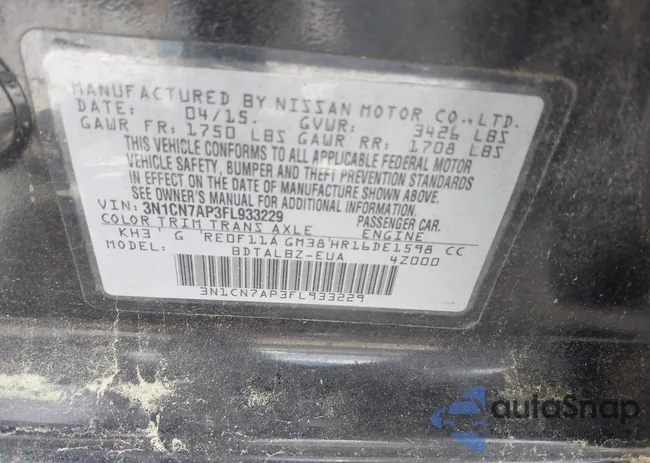 MANUFACTURED BY NISSAN MOTOR CO., LTD.
DATE: 04/15. GVWR: 3426 LBS
GAWR FR: 1750 LBS GAWR RR: 1708 LBS
THIS VEHICLE CONFORMS TO ALL APPLICABLE FEDERAL MOTOR
VEHICLE SAFETY, BUMPER AND THEFT PREVENTION STANDARDS
IN EFFECT ON THE DATE OF MANUFACTURE SHOWN ABOVE.
SEE OWNER'S MANUAL FOR ADDITIONAL INFORMATION.
VIN: 3N1CN7AP3FL933229 PASSENGER CAR.
COLOR TRIM TRANS AXLE ENGINE
KH3 G RE0F11A GM38 HR16DE1598 CC
MODEL: BDTALBZ-EUA 4Z000
3N1CN7AP3FL933229
autoSnap